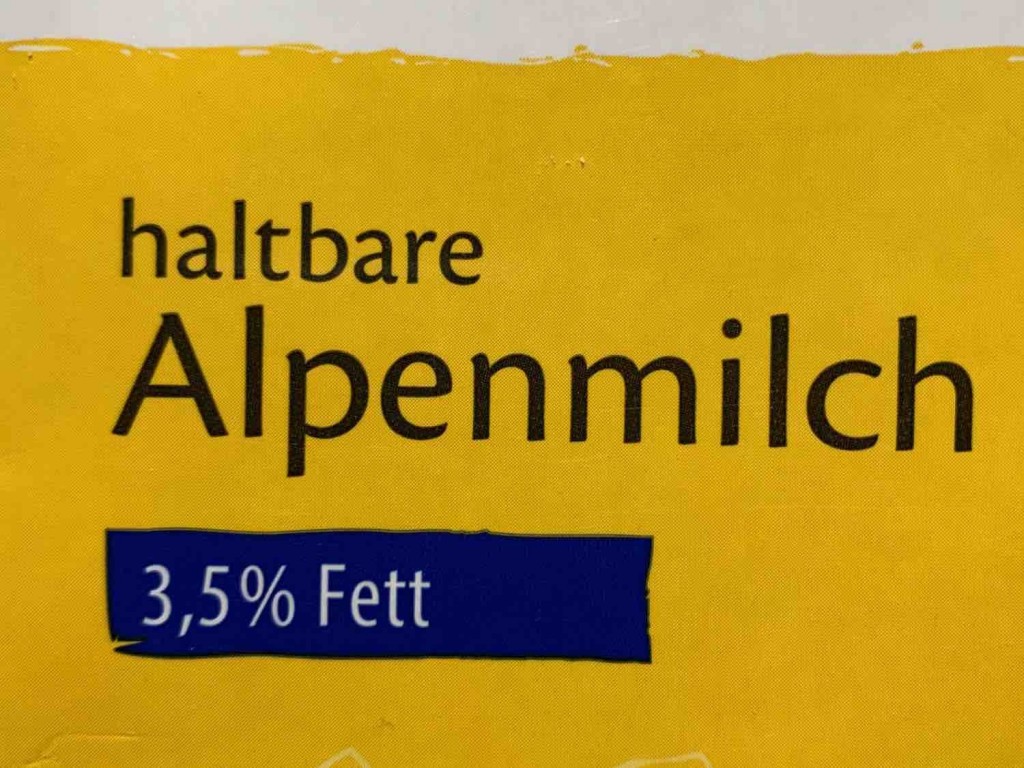 haltbare
Alpenmilch
3,5% Fett